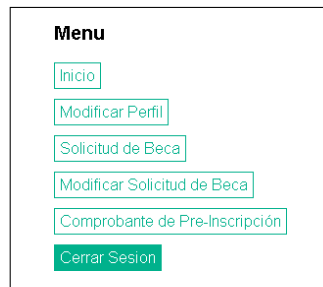 Menu
Inicio
Modificar Perfil
Solicitud de Beca
Modificar Solicitud de Beca
Comprobante de Pre-Inscripción
Cerrar Sesion